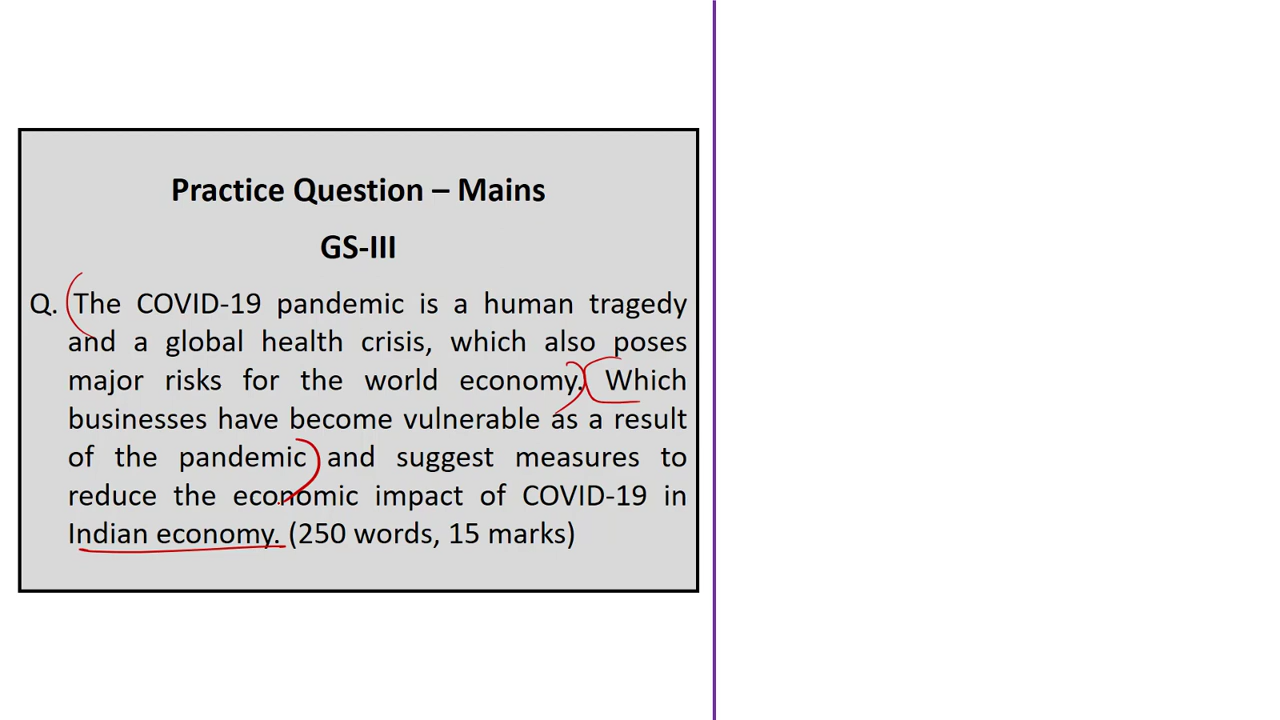 Practice Question – Mains
GS-III
Q. The COVID-19 pandemic is a human tragedy
and a global health crisis, which also poses
major risks for the world economy. Which
businesses have become vulnerable as a result
of the pandemic and suggest measures to
reduce the economic impact of COVID-19 in
Indian economy. (250 words, 15 marks)